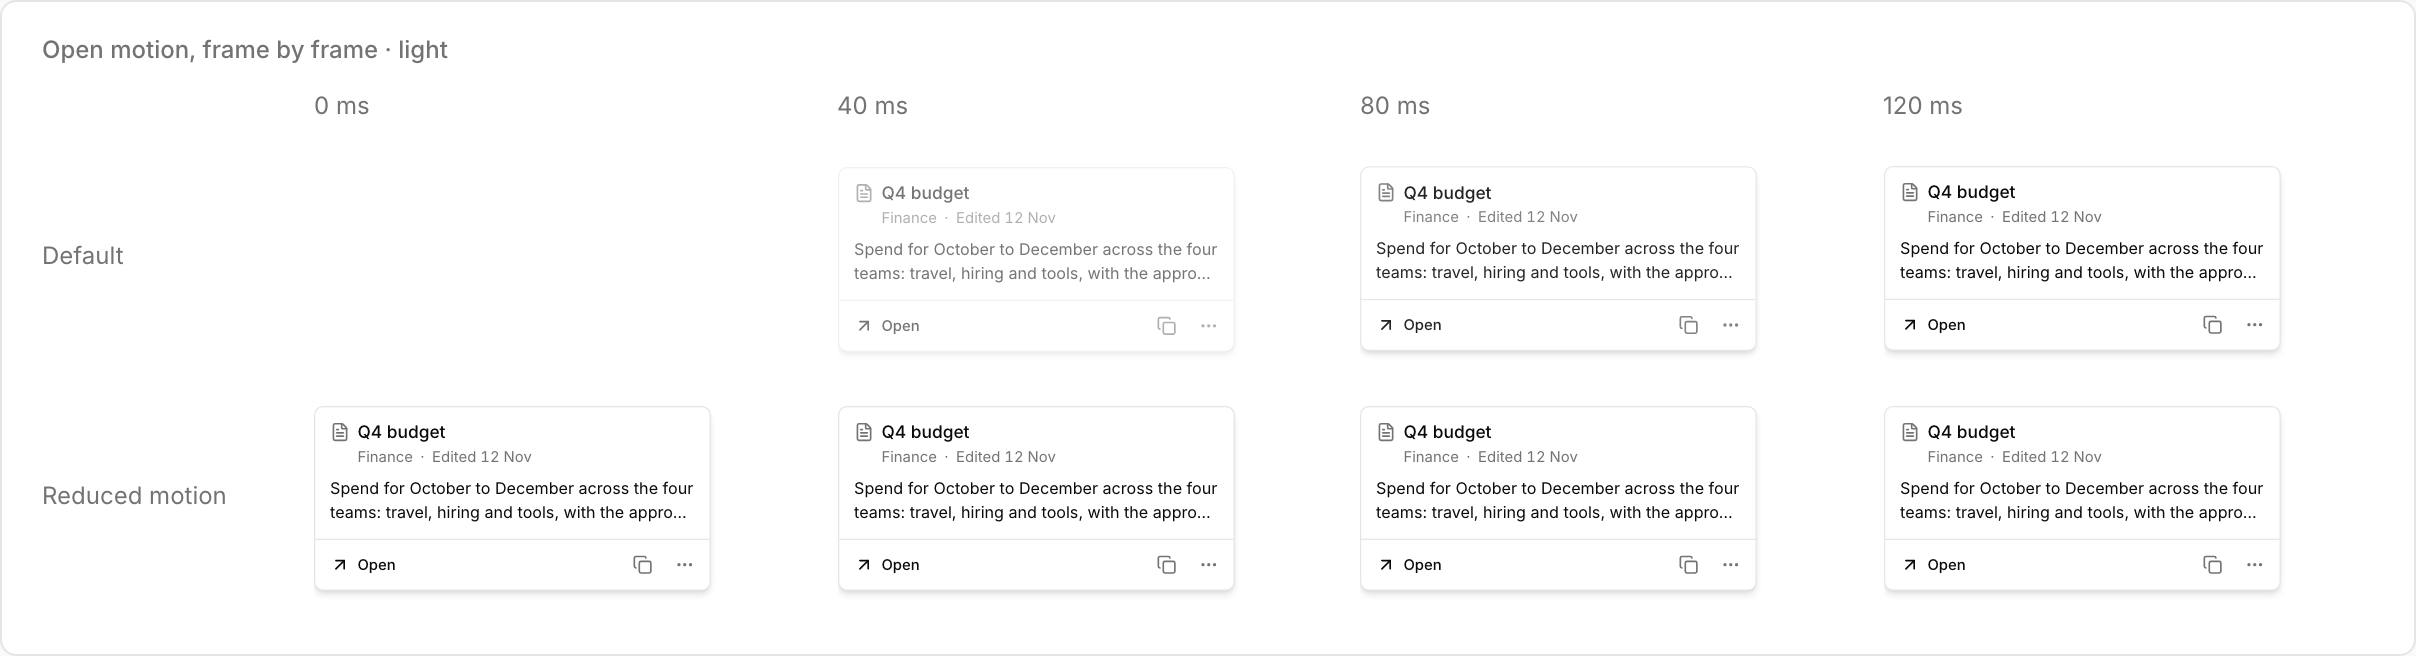 Open motion, frame by frame · light
0 ms
40 ms
80 ms
120 ms
Default
Q4 budget
Finance · Edited 12 Nov
Spend for October to December across the four
teams: travel, hiring and tools, with the appro...
Open
Q4 budget
Finance · Edited 12 Nov
Spend for October to December across the four
teams: travel, hiring and tools, with the appro...
Open
Q4 budget
Finance · Edited 12 Nov
Spend for October to December across the four
teams: travel, hiring and tools, with the appro...
Open
Reduced motion
Q4 budget
Finance · Edited 12 Nov
Spend for October to December across the four
teams: travel, hiring and tools, with the appro...
Open
Q4 budget
Finance · Edited 12 Nov
Spend for October to December across the four
teams: travel, hiring and tools, with the appro...
Open
Q4 budget
Finance · Edited 12 Nov
Spend for October to December across the four
teams: travel, hiring and tools, with the appro...
Open
Q4 budget
Finance · Edited 12 Nov
Spend for October to December across the four
teams: travel, hiring and tools, with the appro...
Open